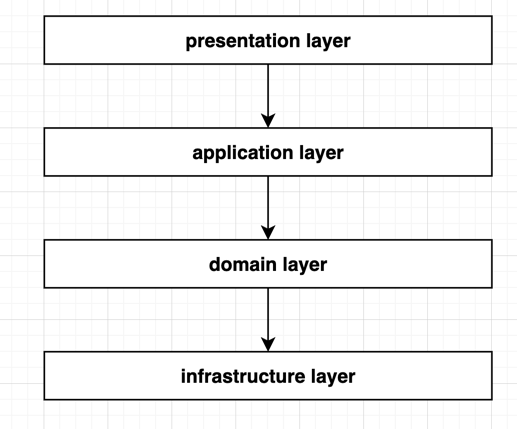 presentation layer
application layer
domain layer
infrastructure layer